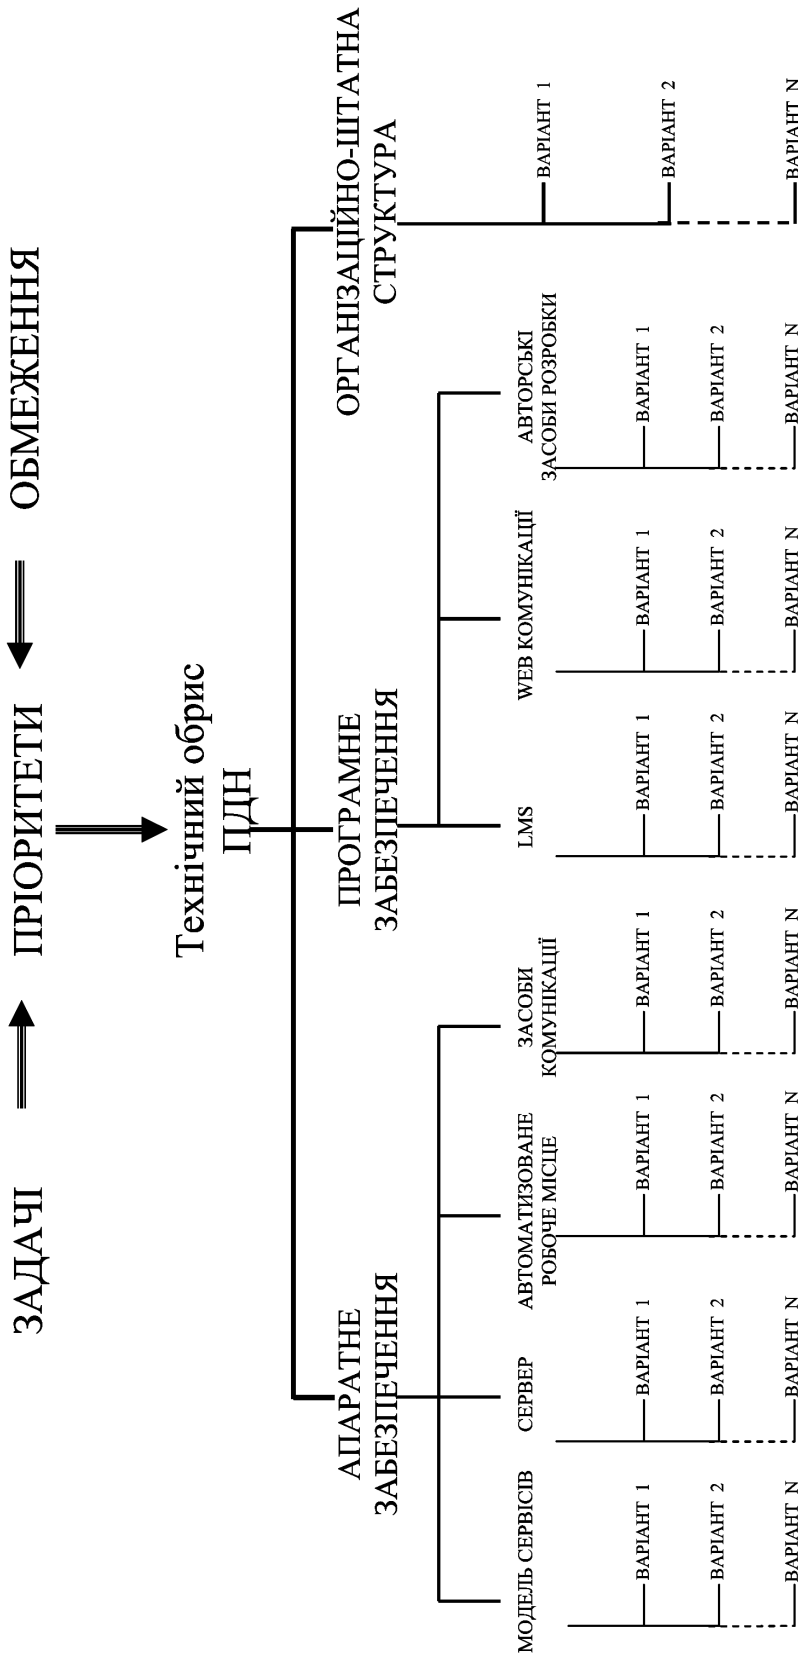 ЗАДАЧІ
ПРІОРИТЕТИ
ОБМЕЖЕННЯ
Технічний обрис
ПДН
АПАРАТНЕ
ЗАБЕЗПЕЧЕННЯ
ПРОГРАМНЕ
ЗАБЕЗПЕЧЕННЯ
ОРГАНІЗАЦІЙНО-ШТАТНА
СТРУКТУРА
МОДЕЛЬ СЕРВІСІВ
ВАРІАНТ 1
ВАРІАНТ 2
ВАРІАНТ N
СЕРВЕР
ВАРІАНТ 1
ВАРІАНТ 2
ВАРІАНТ N
АВТОМАТИЗОВАНЕ
РОБОЧЕ МІСЦЕ
ВАРІАНТ 1
ВАРІАНТ 2
ВАРІАНТ N
ЗАСОБИ
КОМУНІКАЦІЇ
ВАРІАНТ 1
ВАРІАНТ 2
ВАРІАНТ N
LMS
ВАРІАНТ 1
ВАРІАНТ 2
ВАРІАНТ N
WEB КОМУНІКАЦІЇ
ВАРІАНТ 1
ВАРІАНТ 2
ВАРІАНТ N
АВТОРСЬКІ
ЗАСОБИ РОЗРОБКИ
ВАРІАНТ 1
ВАРІАНТ 2
ВАРІАНТ N
ВАРІАНТ 1
ВАРІАНТ 2
ВАРІАНТ N